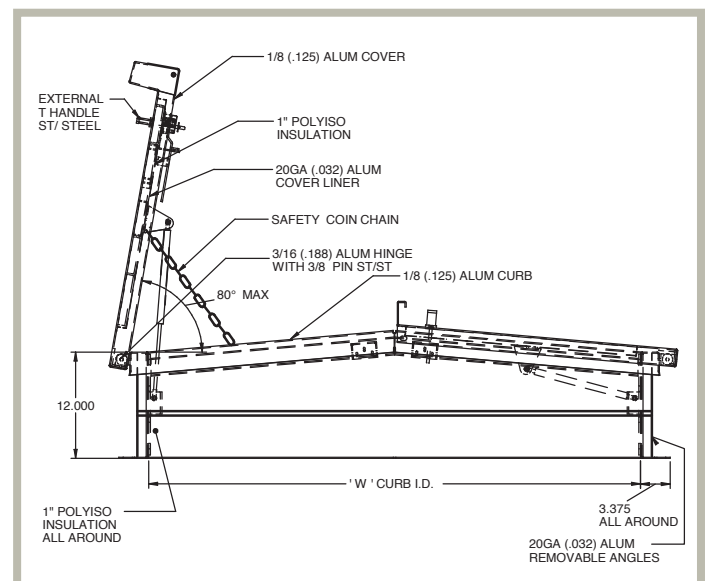 1/8 (.125) ALUM COVER
EXTERNAL
T HANDLE
ST/ STEEL
1" POLYISO
INSULATION
20GA (.032) ALUM
COVER LINER
SAFETY COIN CHAIN
3/16 (.188) ALUM HINGE
WITH 3/8 PIN ST/ST
1/8 (.125) ALUM CURB
80° MAX
12.000
' W ' CURB I.D.
1" POLYISO
INSULATION
ALL AROUND
3.375
ALL AROUND
20GA (.032) ALUM
REMOVABLE ANGLES